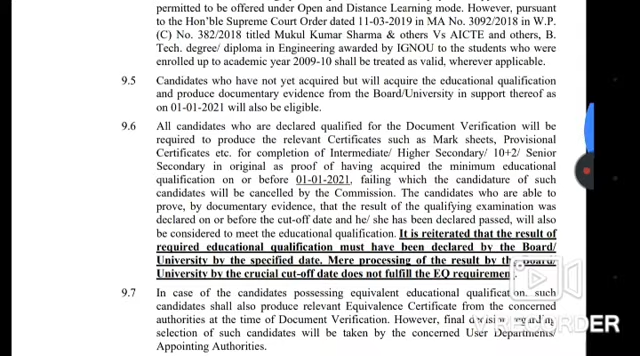 permitted to be offered under Open and Distance Learning mode. However, pursuant
to the Hon'ble Supreme Court Order dated 11-03-2019 in MA No. 3092/2018 in W.P.
(C) No. 382/2018 titled Mukul Kumar Sharma & others Vs AICTE and others, B.
Tech. degree/ diploma in Engineering awarded by IGNOU to the students who were
enrolled up to academic year 2009-10 shall be treated as valid, wherever applicable.
9.5 Candidates who have not yet acquired but will acquire the educational qualification
and produce documentary evidence from the Board/University in support thereof as
on 01-01-2021 will also be eligible.
9.6 All candidates who are declared qualified for the Document Verification will be
required to produce the relevant Certificates such as Mark sheets, Provisional
Certificates etc. for completion of Intermediate/ Higher Secondary/ 10+2/ Senior
Secondary in original as proof of having acquired the minimum educational
qualification on or before 01-01-2021, failing which the candidature of such
candidates will be cancelled by the Commission. The candidates who are able to
prove, by documentary evidence, that the result of the qualifying examination was
declared on or before the cut-off date and he/ she has been declared passed, will also
be considered to meet the educational qualification. It is reiterated that the result of
required educational qualification must have been declared by the Board/
University by the specified date. Mere processing of the result by the Board/
University by the crucial cut-off date does not fulfill the EQ requirement.
9.7 In case of the candidates possessing equivalent educational qualification, such
candidates shall also produce relevant Equivalence Certificate from the concerned
authorities at the time of Document Verification. However, final decision regarding
selection of such candidates will be taken by the concerned User Departments/
Appointing Authorities.
V RECORDER